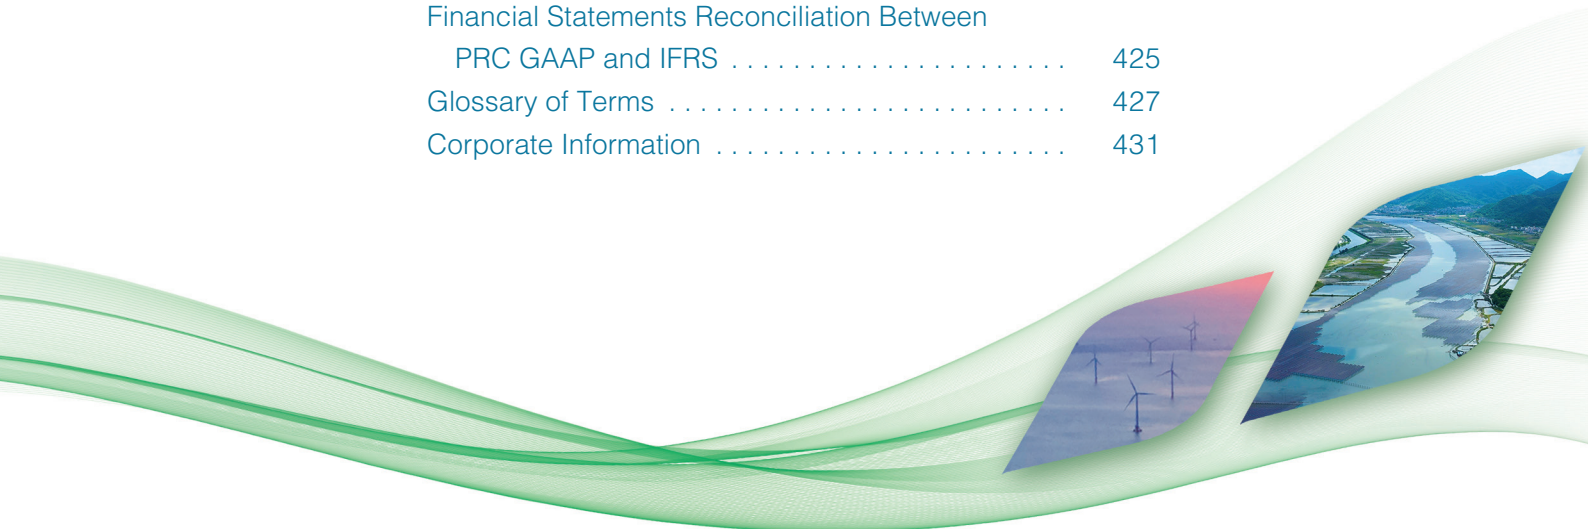 Financial Statements Reconciliation Between
PRC GAAP and IFRS . . . . . . . . . . . . . . . . . . . . . . 425
Glossary of Terms . . . . . . . . . . . . . . . . . . . . . . . . . . 427
Corporate Information . . . . . . . . . . . . . . . . . . . . . . . 431